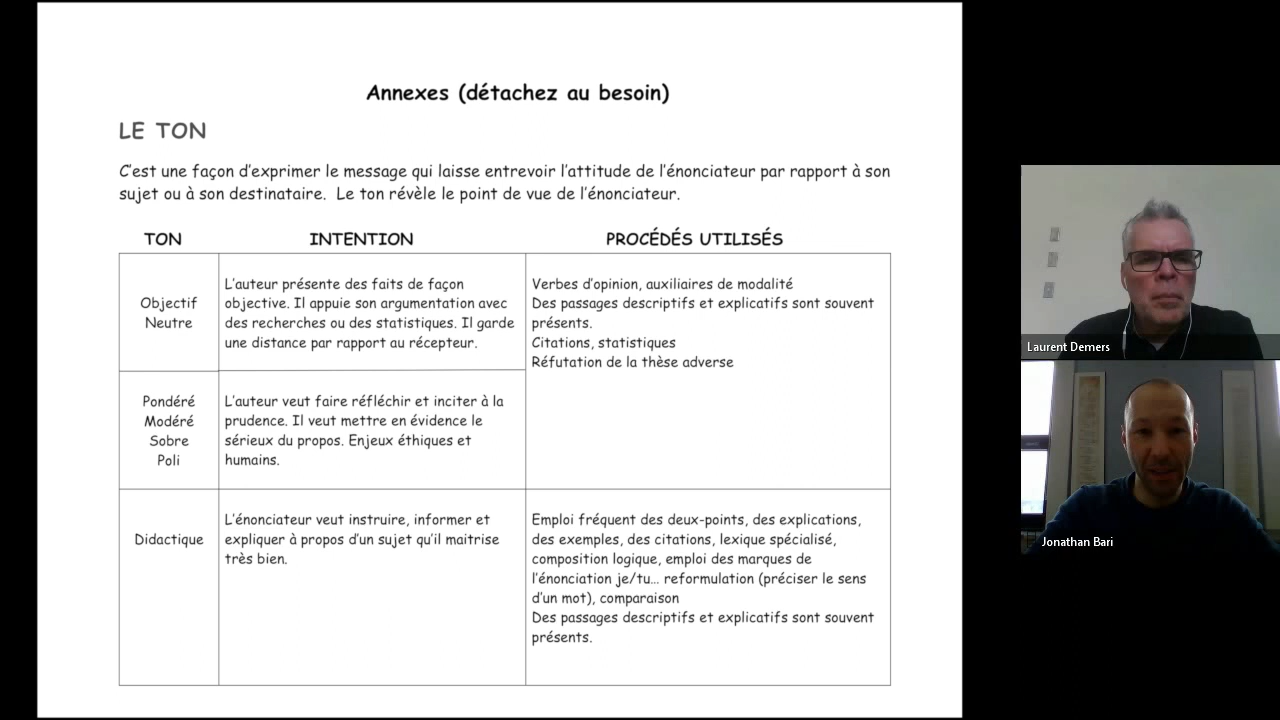 Annexes (détachez au besoin)
LE TON
C'est une façon d'exprimer le message qui laisse entrevoir l'attitude de l'énonciateur par rapport à son
sujet ou à son destinataire. Le ton révèle le point de vue de l'énonciateur.
TON
INTENTION
PROCÉDÉS UTILISÉS
Objectif
Neutre
L'auteur présente des faits de façon
objective. Il appuie son argumentation avec
des recherches ou des statistiques. Il garde
une distance par rapport au récepteur.
Verbes d'opinion, auxiliaires de modalité
Des passages descriptifs et explicatifs sont souvent
présents.
Citations, statistiques
Réfutation de la thèse adverse
Pondéré
Modéré
Sobre
Poli
L'auteur veut faire réfléchir et inciter à la
prudence. Il veut mettre en évidence le
sérieux du propos. Enjeux éthiques et
humains.
Didactique
L'énonciateur veut instruire, informer et
expliquer à propos d'un sujet qu'il maitrise
très bien.
Emploi fréquent des deux-points, des explications,
des exemples, des citations, lexique spécialisé,
composition logique, emploi des marques de
l'énonciation je/tu... reformulation (préciser le sens
d'un mot), comparaison
Des passages descriptifs et explicatifs sont souvent
présents.
Laurent Demers
Jonathan Bari